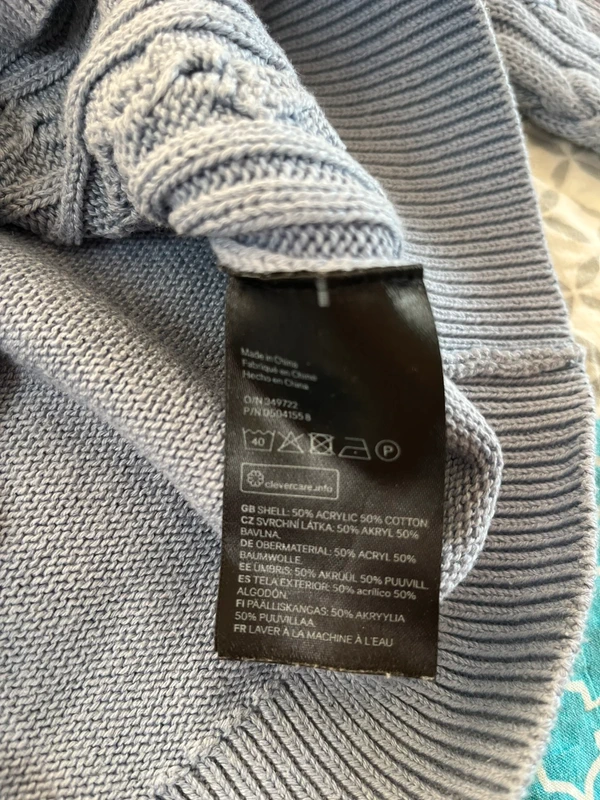 Made in China
Fabriqué en Chine
Hecho en China
O/N 349722
P/N 0504155 8
40
P
clevercare.info
GB SHELL: 50% ACRYLIC 50% COTTON
CZ SVRCHNÍ LÁTKA: 50% AKRYL 50%
BAVLNA.
DE OBERMATERIAL: 50% ACRYL 50%
BAUMWOLLE.
EE ÜMBRIS: 50% AKRÜÜL 50% PUUVILL.
ES TELA EXTERIOR: 50% acrílico 50%
ALGODÓN.
FI PÄÄLLISKANGAS: 50% AKRYYLIA
50% PUUVILLAA.
FR LAVER À LA MACHINE À L'EAU